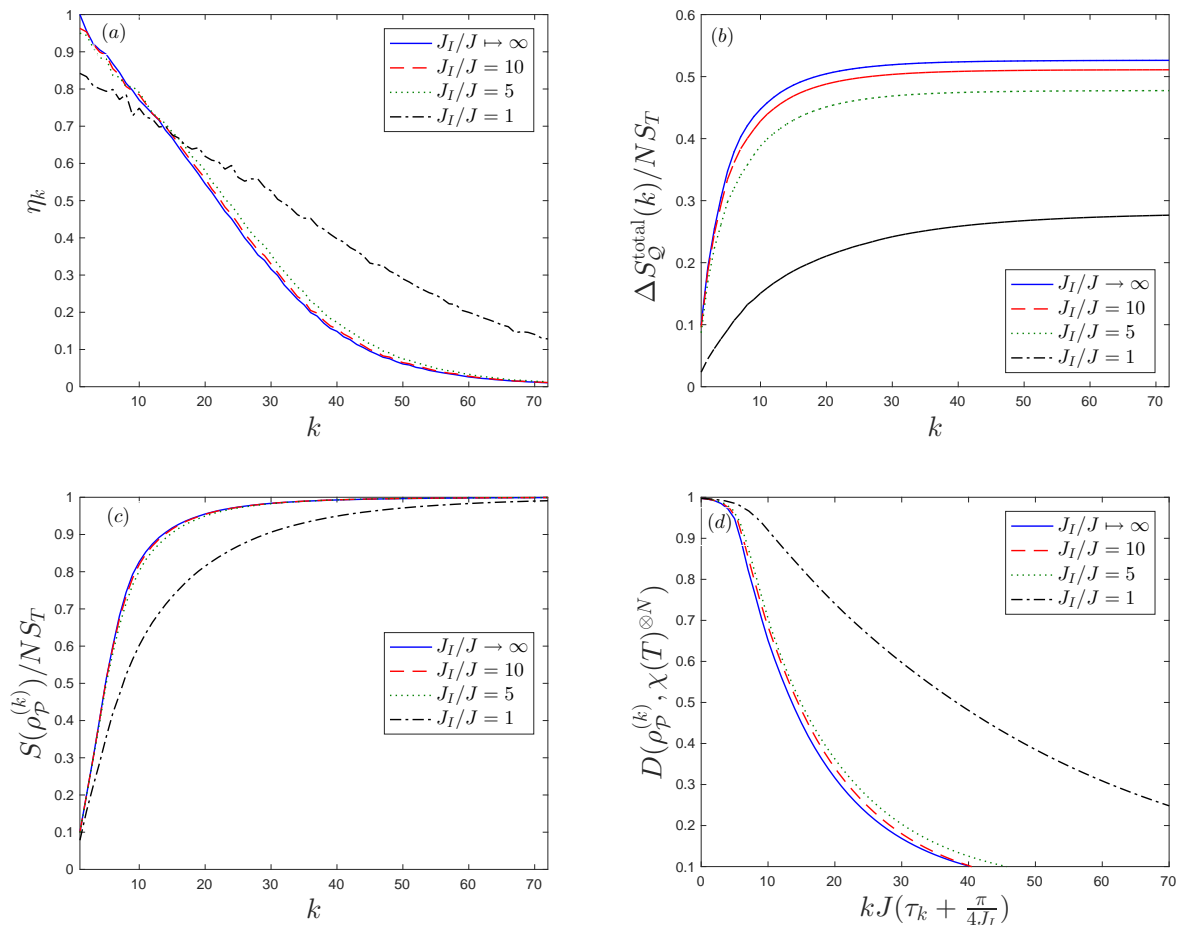 (a)
1
0.9
0.8
0.7
0.6
0.5
0.4
0.3
0.2
0.1
0
η_k
10 20 30 40 50 60 70
k
J_I/J ↦ ∞
J_I/J = 10
J_I/J = 5
J_I/J = 1
(b)
0.6
0.5
0.4
0.3
0.2
0.1
0
ΔS_𝒬^total(k)/NS_T
10 20 30 40 50 60 70
k
J_I/J → ∞
J_I/J = 10
J_I/J = 5
J_I/J = 1
(c)
1
0.9
0.8
0.7
0.6
0.5
0.4
0.3
0.2
0.1
0
S(ρ_𝒫^(k))/NS_T
10 20 30 40 50 60 70
k
J_I/J → ∞
J_I/J = 10
J_I/J = 5
J_I/J = 1
(d)
1
0.9
0.8
0.7
0.6
0.5
0.4
0.3
0.2
0.1
D(ρ_𝒫^(k), χ(T)^⊗N)
0 10 20 30 40 50 60 70
kJ(τ_k + π/4J_I)
J_I/J ↦ ∞
J_I/J = 10
J_I/J = 5
J_I/J = 1